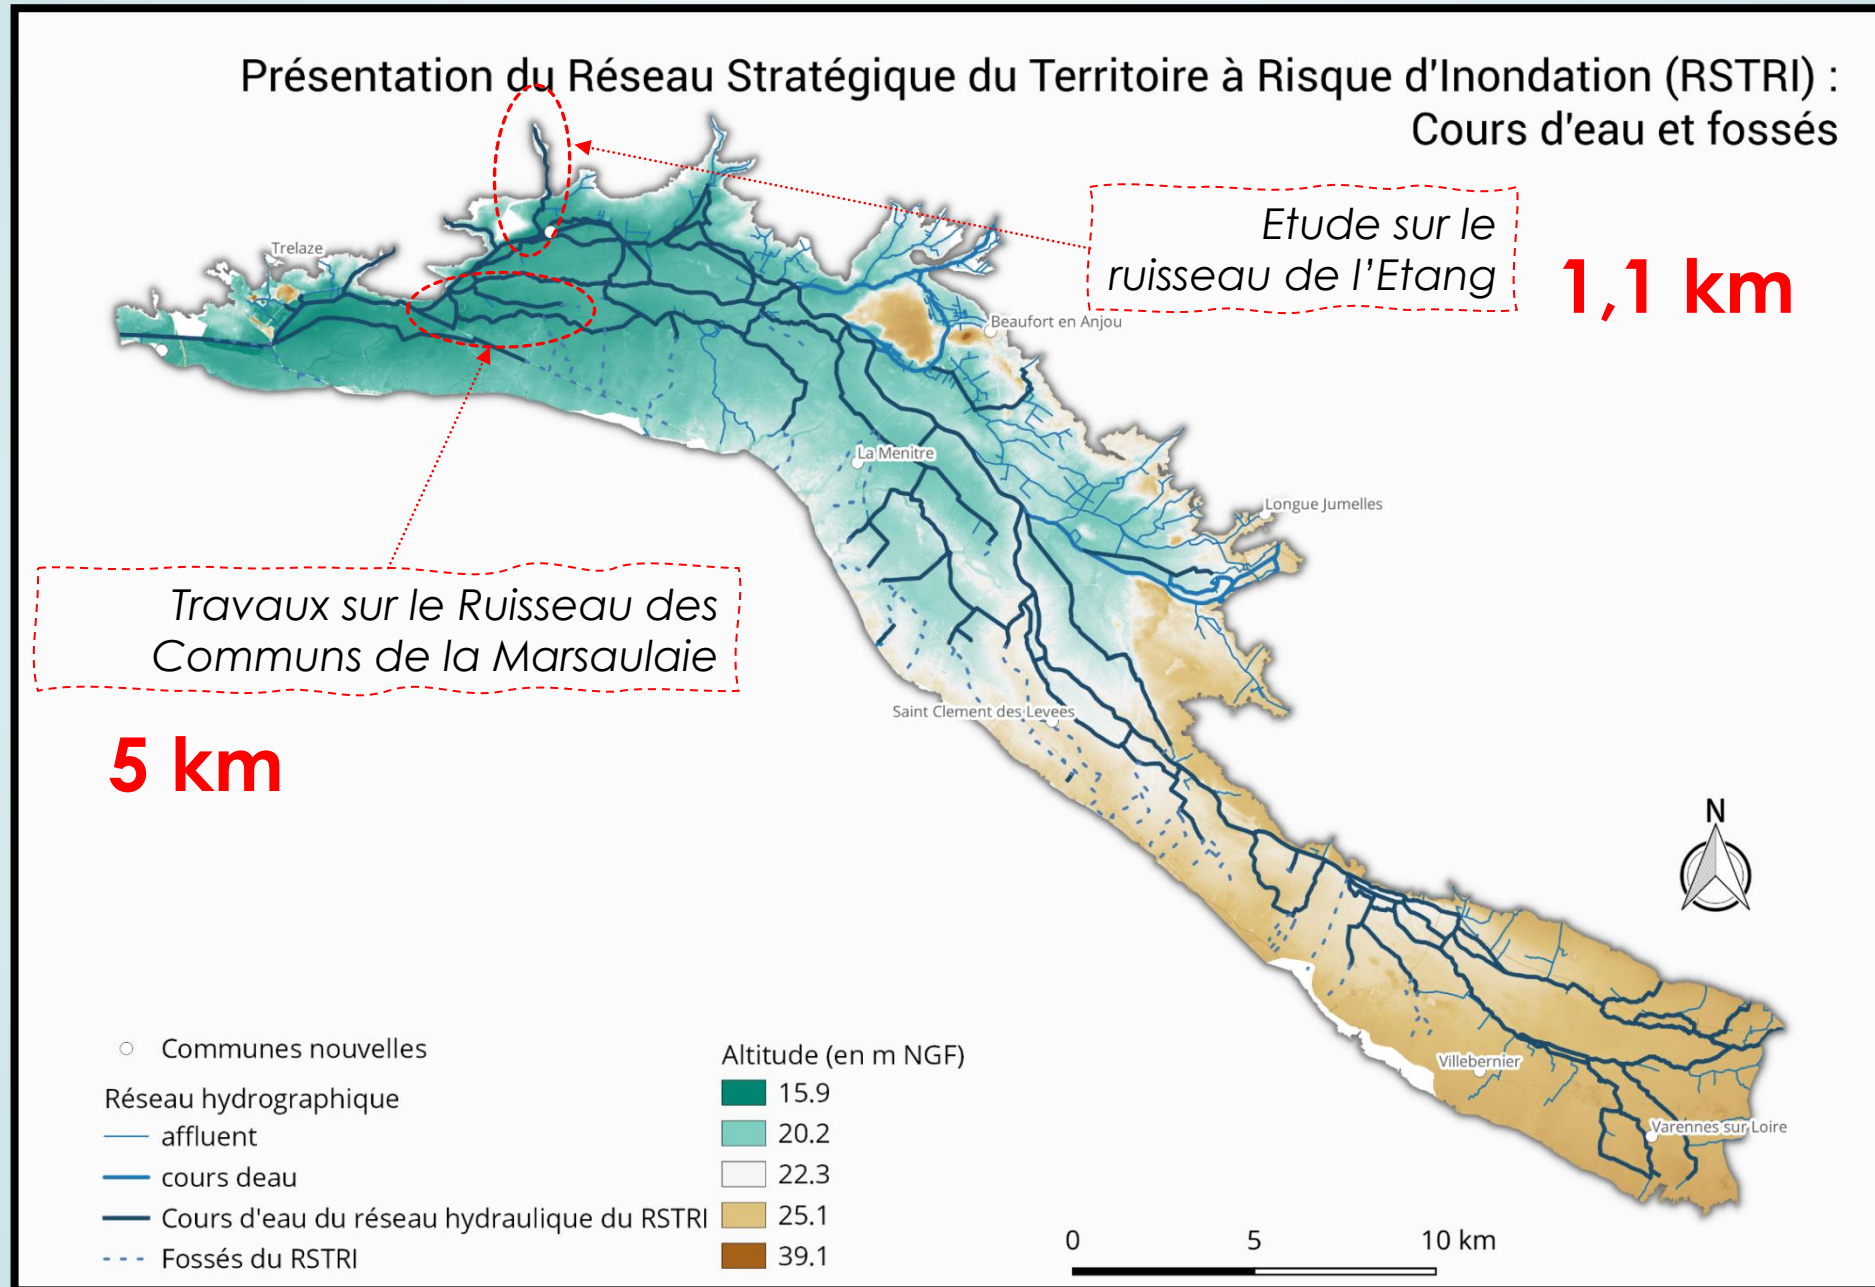 Présentation du Réseau Stratégique du Territoire à Risque d'Inondation (RSTRI) :
Cours d'eau et fossés
Etude sur le
ruisseau de l'Etang
1,1 km
Trelaze
Beaufort en Anjou
La Menitre
Longue Jumelles
Travaux sur le Ruisseau des
Communs de la Marsaulaie
5 km
Saint Clement des Levees
N
Villebernier
Varennes sur Loire
Communes nouvelles
Réseau hydrographique
affluent
cours deau
Cours d'eau du réseau hydraulique du RSTRI
Fossés du RSTRI
Altitude (en m NGF)
15.9
20.2
22.3
25.1
39.1
0 5 10 km